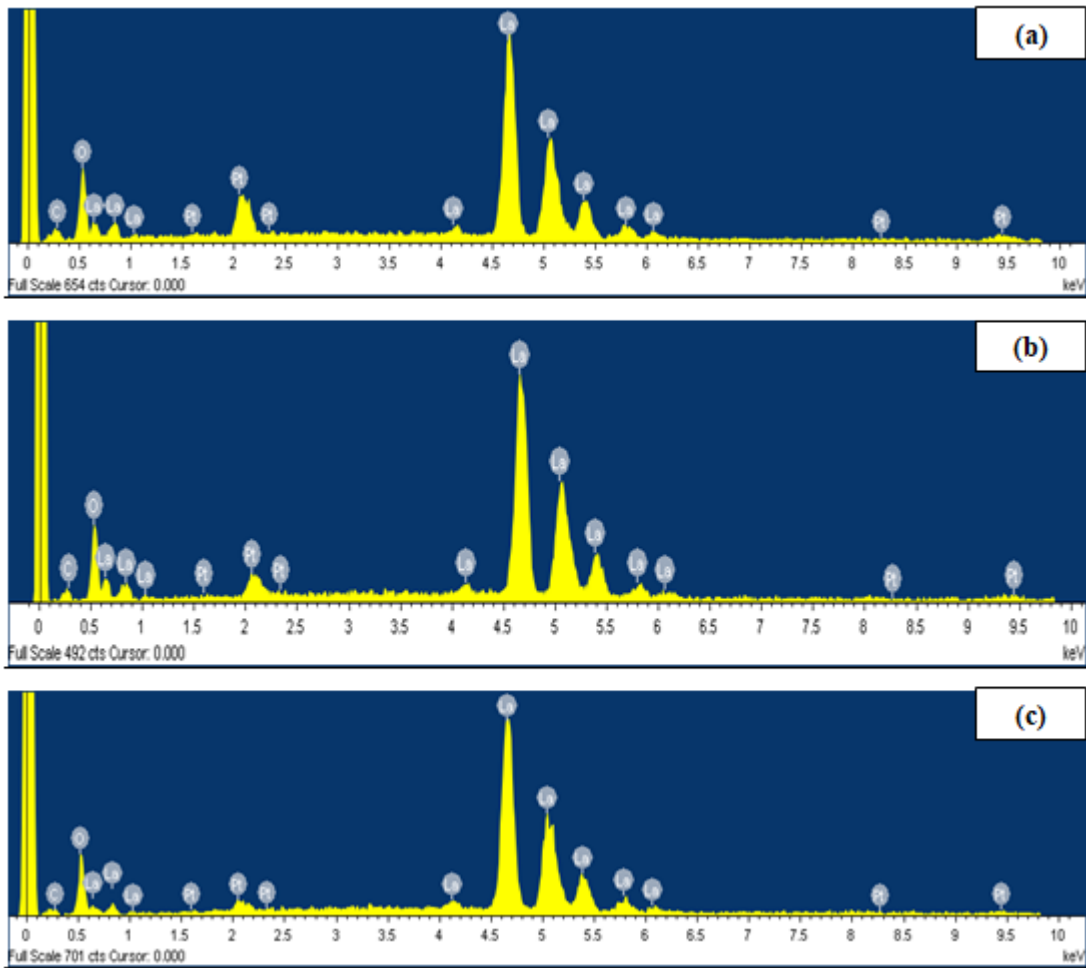 (a)
La
La
O
Pt
La
C
La
La
La
Pt
Pt
La
La
La
Pt
Pt
0 0.5 1 1.5 2 2.5 3 3.5 4 4.5 5 5.5 6 6.5 7 7.5 8 8.5 9 9.5 10
Full Scale 654 cts Cursor: 0.000 keV
(b)
La
La
O
La
C
La
La
La
Pt
Pt
Pt
La
La
La
Pt
Pt
0 0.5 1 1.5 2 2.5 3 3.5 4 4.5 5 5.5 6 6.5 7 7.5 8 8.5 9 9.5 10
Full Scale 492 cts Cursor: 0.000 keV
(c)
La
La
O
La
C
La
La
La
Pt
Pt
Pt
La
La
La
Pt
Pt
0 0.5 1 1.5 2 2.5 3 3.5 4 4.5 5 5.5 6 6.5 7 7.5 8 8.5 9 9.5 10
Full Scale 701 cts Cursor: 0.000 keV